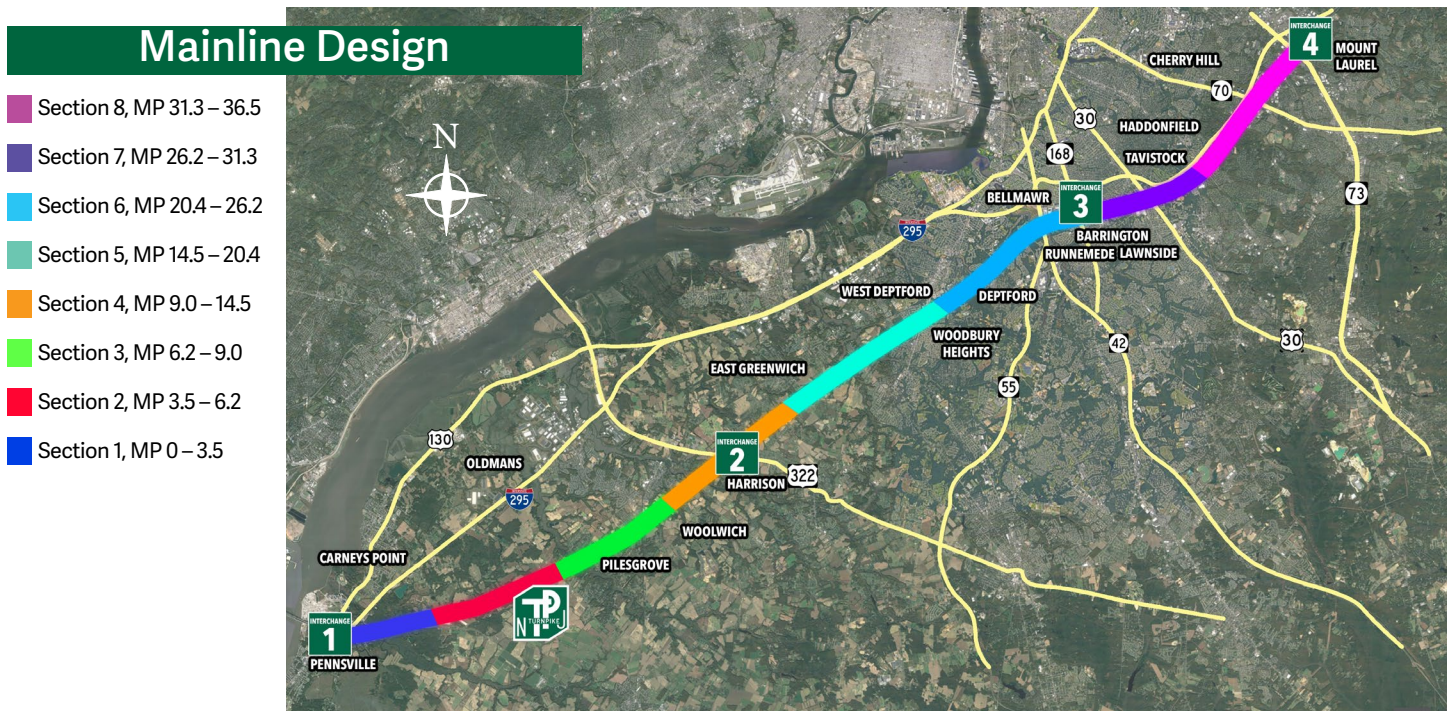 Mainline Design
Section 8, MP 31.3 – 36.5
Section 7, MP 26.2 – 31.3
Section 6, MP 20.4 – 26.2
Section 5, MP 14.5 – 20.4
Section 4, MP 9.0 – 14.5
Section 3, MP 6.2 – 9.0
Section 2, MP 3.5 – 6.2
Section 1, MP 0 – 3.5
N
INTERCHANGE
4
MOUNT
LAUREL
CHERRY HILL
70
30
HADDONFIELD
168
TAVISTOCK
73
BELLMAWR
INTERCHANGE
3
295
BARRINGTON
RUNNEMEDE
LAWNSIDE
WEST DEPTFORD
DEPTFORD
WOODBURY
HEIGHTS
42
30
EAST GREENWICH
55
130
INTERCHANGE
2
OLDMANS
HARRISON
322
295
WOOLWICH
CARNEYS POINT
PILESGROVE
TP
N TURNPIKE J
INTERCHANGE
1
PENNSVILLE